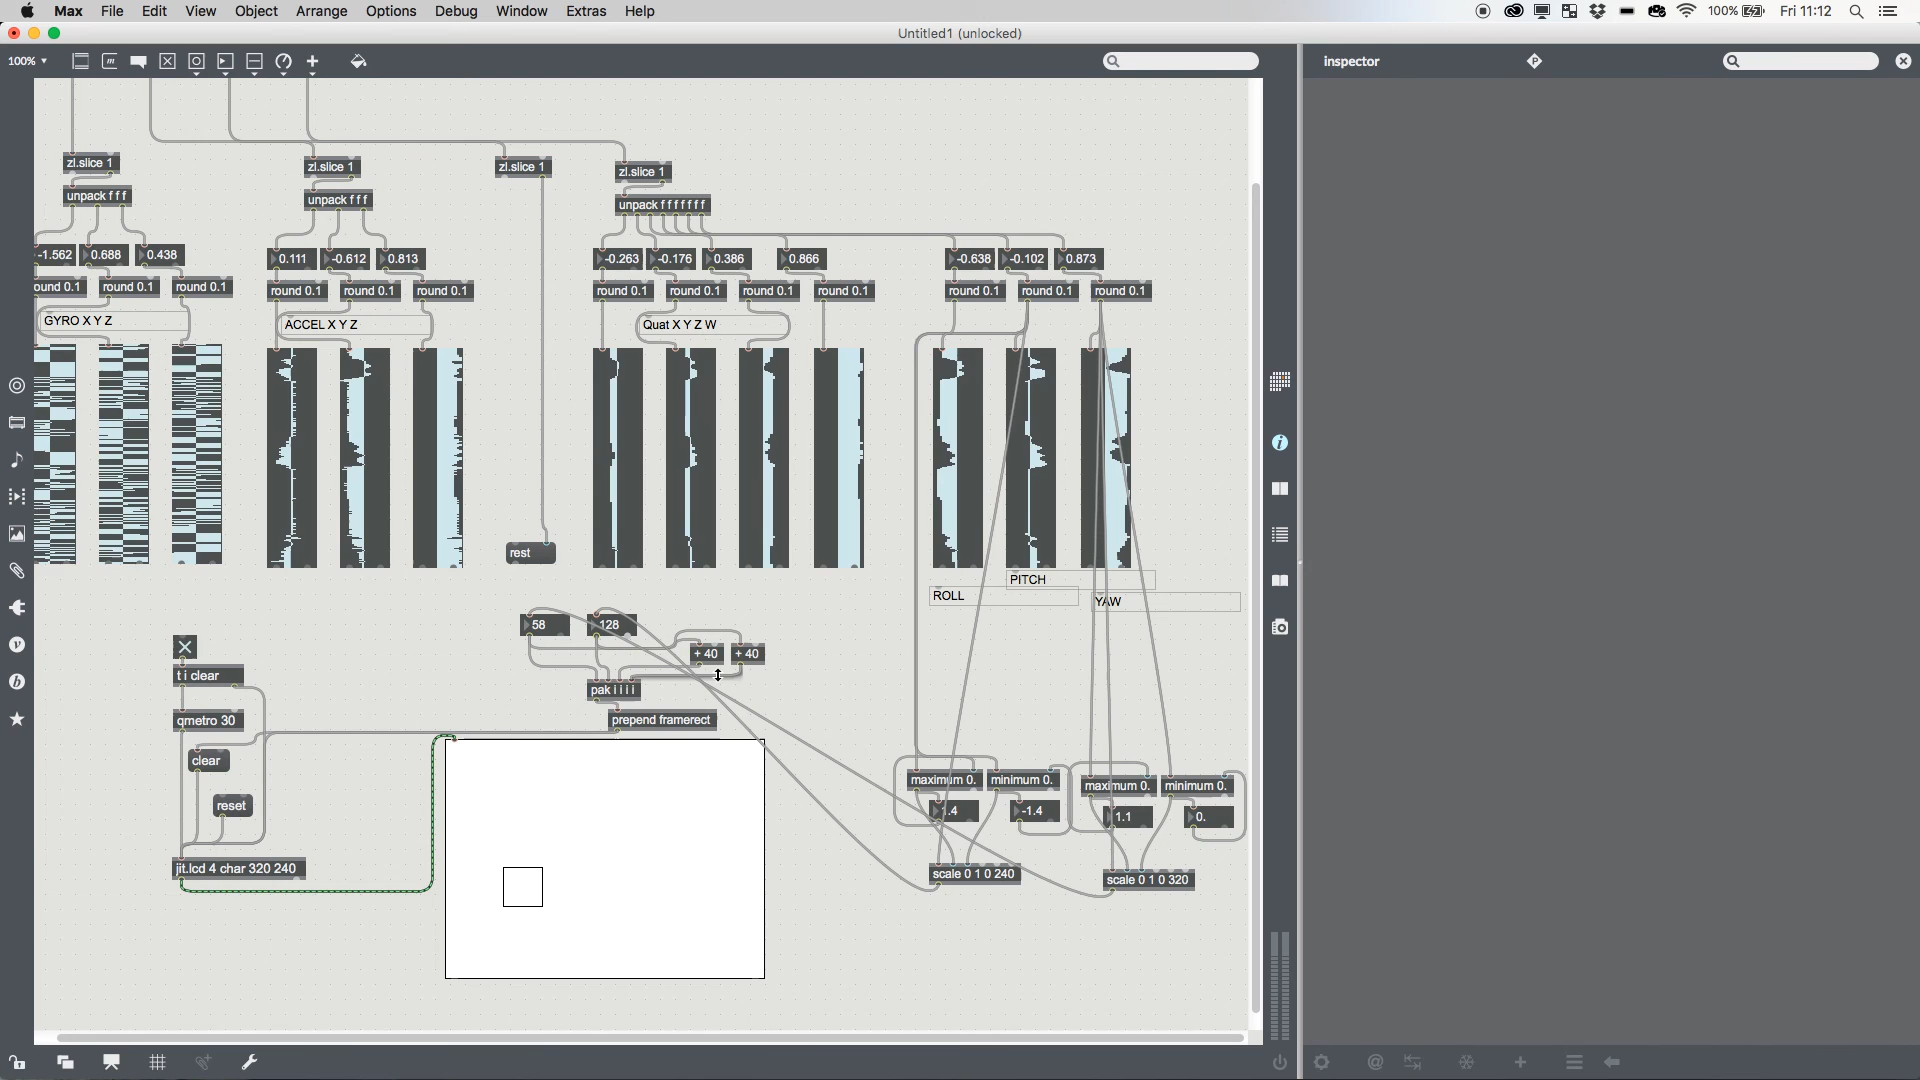 Max File Edit View Object Arrange Options Debug Window Extras Help 100% Fri 11:12
Untitled1 (unlocked)
100% inspector
zl.slice 1 zl.slice 1 zl.slice 1 zl.slice 1
unpack f f f unpack f f f unpack f f f f f f f
-1.562 0.688 0.438 0.111 -0.612 0.813 -0.263 -0.176 0.386 0.866 -0.638 -0.102 0.873
ound 0.1 round 0.1 round 0.1 round 0.1 round 0.1 round 0.1 round 0.1 round 0.1 round 0.1 round 0.1 round 0.1 round 0.1 round 0.1
GYRO X Y Z ACCEL X Y Z Quat X Y Z W
rest
PITCH
ROLL YAW
58 128
+ 40 + 40
t i clear
pak i i i i
qmetro 30 prepend framerect
clear
maximum 0. minimum 0. maximum 0. minimum 0.
reset 1.4 -1.4 1.1 0.
jit.lcd 4 char 320 240 scale 0 1 0 240 scale 0 1 0 320